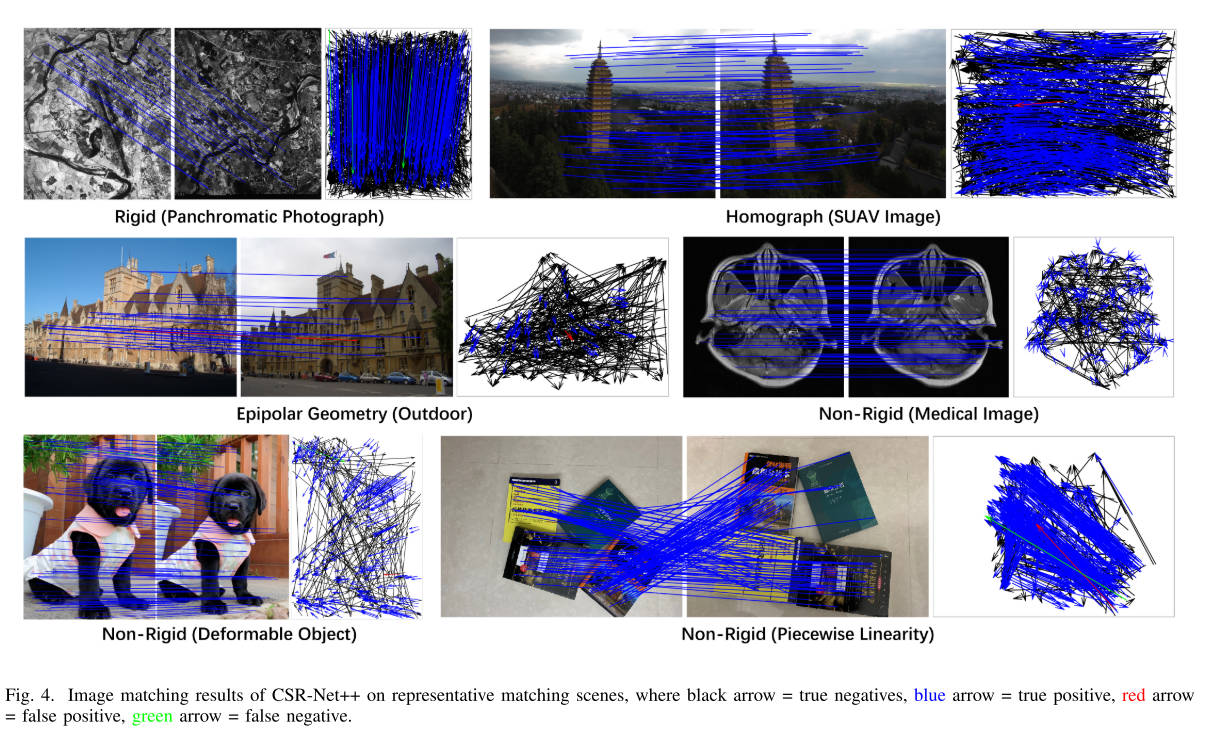 Rigid (Panchromatic Photograph)
Homograph (SUAV Image)
Epipolar Geometry (Outdoor)
Non-Rigid (Medical Image)
Non-Rigid (Deformable Object)
Non-Rigid (Piecewise Linearity)
Fig. 4. Image matching results of CSR-Net++ on representative matching scenes, where black arrow = true negatives, blue arrow = true positive, red arrow
= false positive, green arrow = false negative.